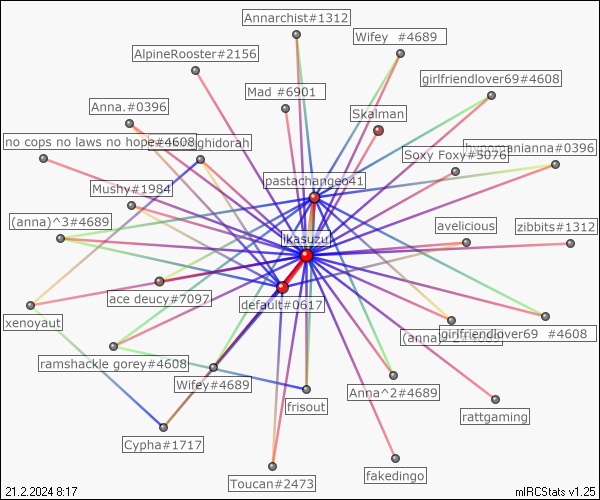 Annarchist#1312
Wifey  #4689
AlpineRooster#2156
girlfriendlover69#4608
Mad #6901
Anna.#0396
Skalman
no cops no laws no hope#4608
ghidorah
Soxy Foxy#5076
hypomanianna#0396
pastachangeo41
Mushy#1984
(anna)^3#4689
avelicious
zibbits#1312
ikasuzu
ace deucy#7097
default#0617
xenoyaut
(anna)
girlfriendlover69  #4608
ramshackle gorey#4608
Wifey#4689
Anna^2#4689
frisout
rattgaming
Cypha#1717
Toucan#2473
fakedingo
21.2.2024 8:17
mIRCStats v1.25